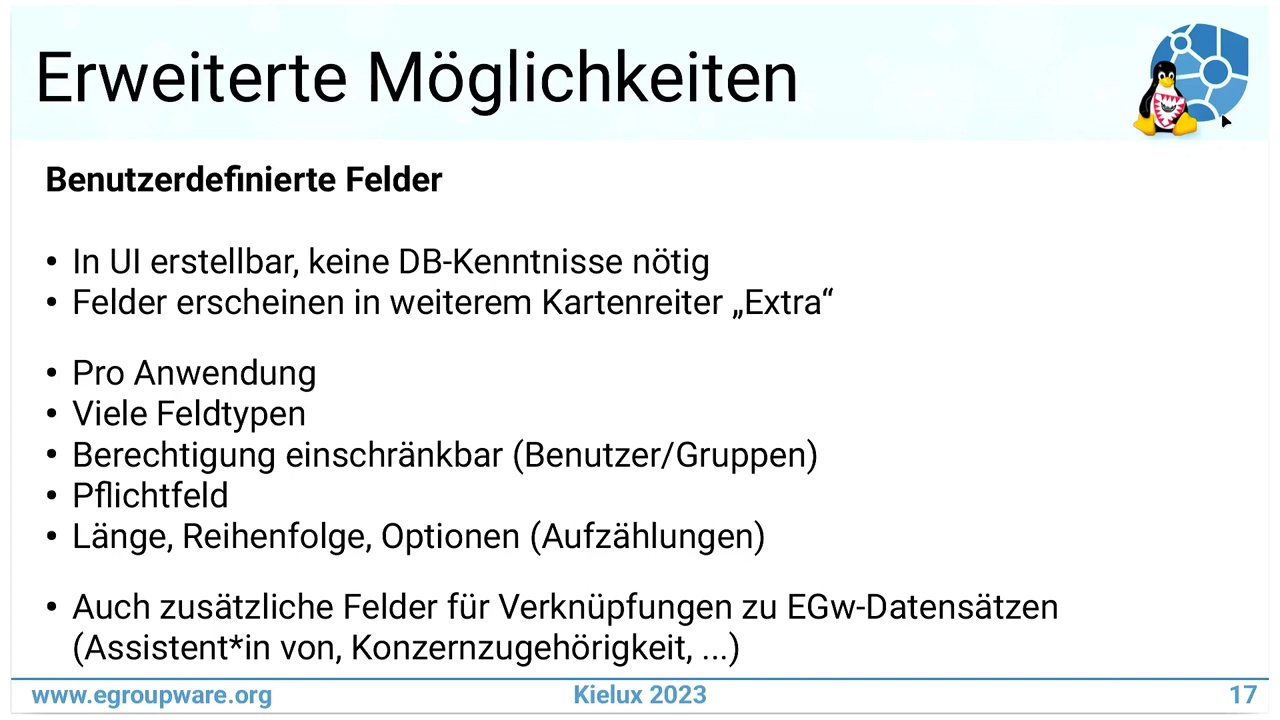 Erweiterte Möglichkeiten
Benutzerdefinierte Felder
• In UI erstellbar, keine DB-Kenntnisse nötig
• Felder erscheinen in weiterem Kartenreiter „Extra“
• Pro Anwendung
• Viele Feldtypen
• Berechtigung einschränkbar (Benutzer/Gruppen)
• Pflichtfeld
• Länge, Reihenfolge, Optionen (Aufzählungen)
• Auch zusätzliche Felder für Verknüpfungen zu EGw-Datensätzen
(Assistent*in von, Konzernzugehörigkeit, ...)
www.egroupware.org Kielux 2023 17